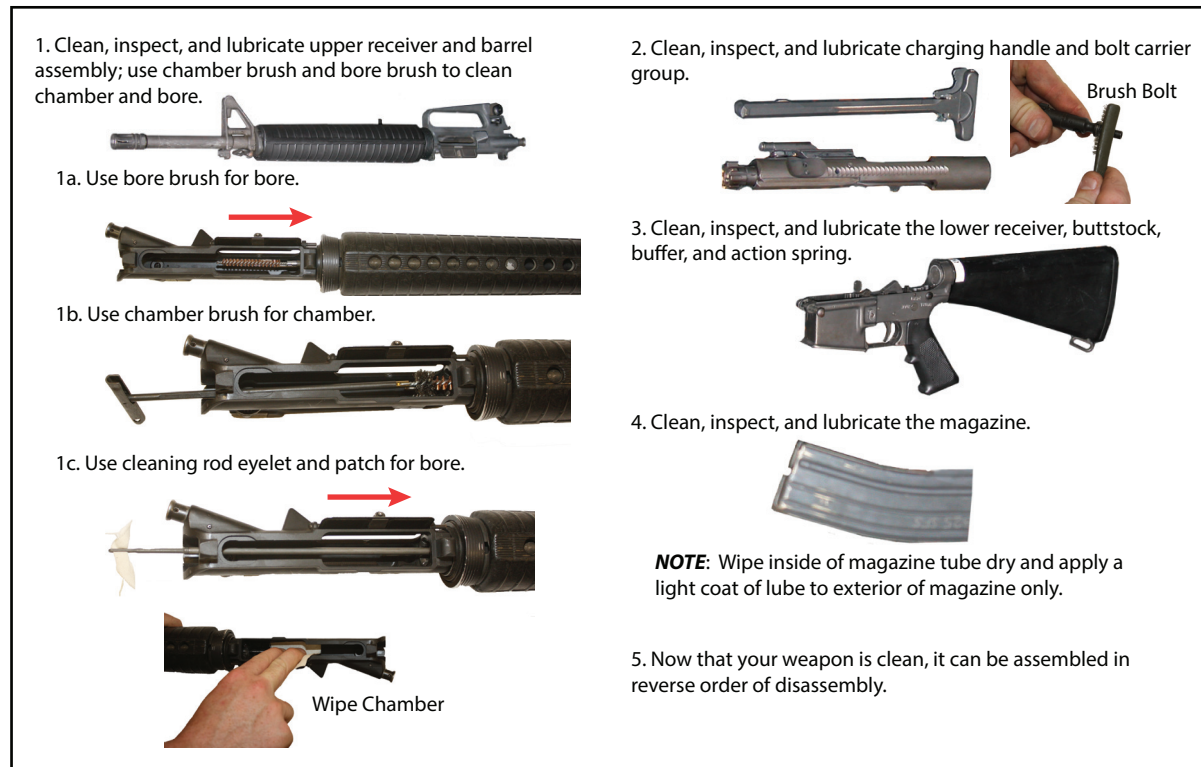 1. Clean, inspect, and lubricate upper receiver and barrel
assembly; use chamber brush and bore brush to clean
chamber and bore.
1a. Use bore brush for bore.
1b. Use chamber brush for chamber.
1c. Use cleaning rod eyelet and patch for bore.
Wipe Chamber
2. Clean, inspect, and lubricate charging handle and bolt carrier
group.
Brush Bolt
3. Clean, inspect, and lubricate the lower receiver, buttstock,
buffer, and action spring.
4. Clean, inspect, and lubricate the magazine.
NOTE: Wipe inside of magazine tube dry and apply a
light coat of lube to exterior of magazine only.
5. Now that your weapon is clean, it can be assembled in
reverse order of disassembly.